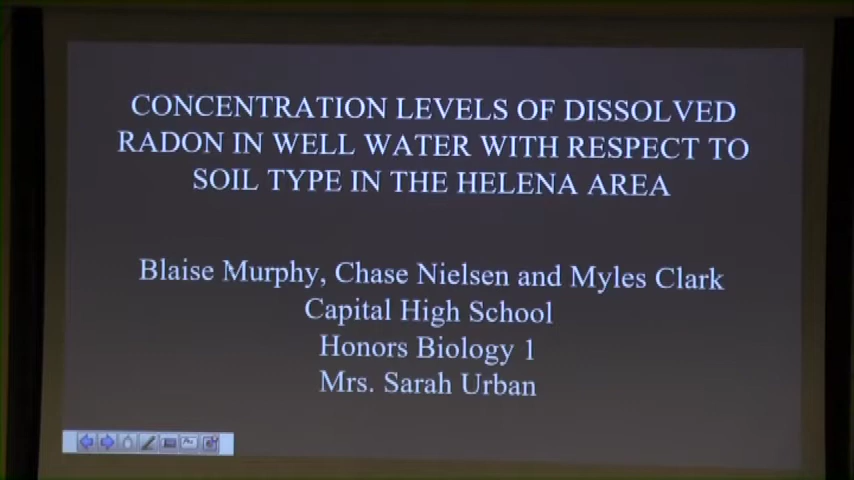 CONCENTRATION LEVELS OF DISSOLVED
RADON IN WELL WATER WITH RESPECT TO
SOIL TYPE IN THE HELENA AREA
Blaise Murphy, Chase Nielsen and Myles Clark
Capital High School
Honors Biology 1
Mrs. Sarah Urban